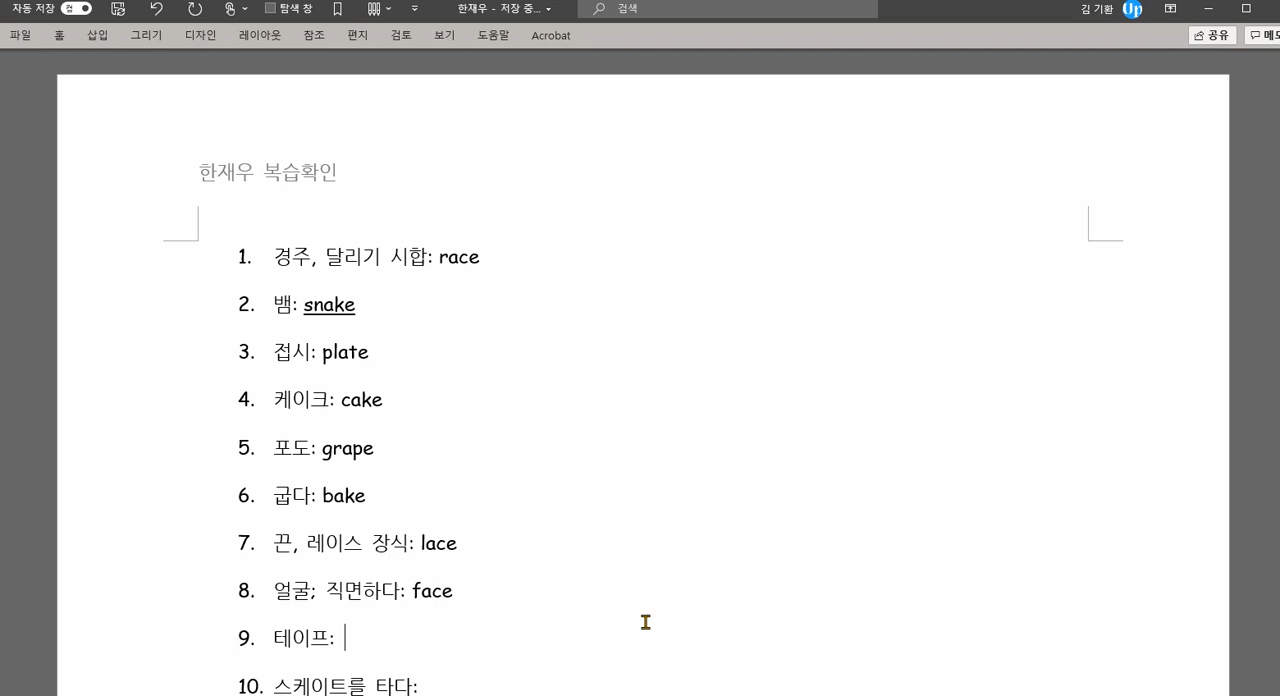 자동 저장 켬 탐색 창 한재우 - 저장 중... 검색 김 기환 Up
파일 홈 삽입 그리기 디자인 레이아웃 참조 편지 검토 보기 도움말 Acrobat 공유
한재우 복습확인
1. 경주, 달리기 시합: race
2. 뱀: snake
3. 접시: plate
4. 케이크: cake
5. 포도: grape
6. 굽다: bake
7. 끈, 레이스 장식: lace
8. 얼굴; 직면하다: face
9. 테이프:
10. 스케이트를 타다: